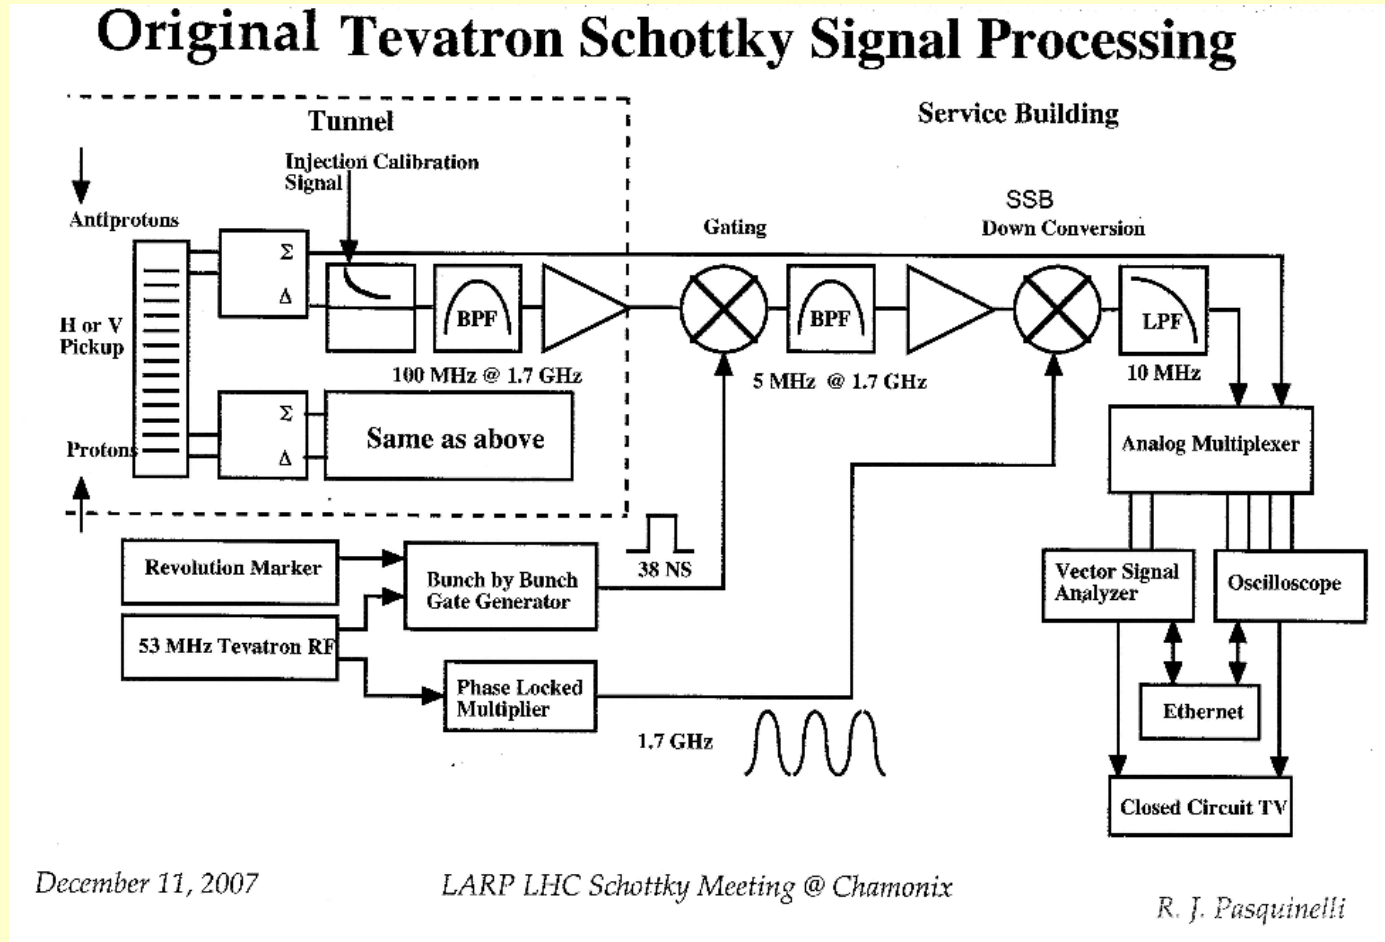 Original Tevatron Schottky Signal Processing
Tunnel
Service Building
Injection Calibration
Signal
Antiprotons
SSB
Gating
Down Conversion
Σ
Δ
H or V
Pickup
BPF
BPF
LPF
100 MHz @ 1.7 GHz
5 MHz @ 1.7 GHz
10 MHz
Protons
Σ
Δ
Same as above
Analog Multiplexer
Revolution Marker
Bunch by Bunch
Gate Generator
38 NS
Vector Signal
Analyzer
Oscilloscope
53 MHz Tevatron RF
Phase Locked
Multiplier
1.7 GHz
Ethernet
Closed Circuit TV
December 11, 2007
LARP LHC Schottky Meeting @ Chamonix
R. J. Pasquinelli